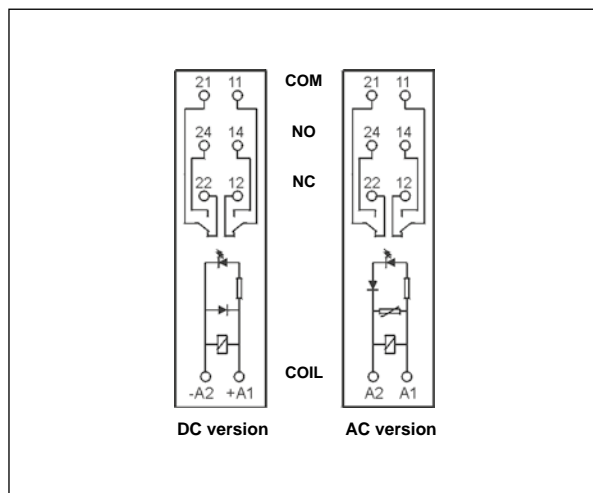 21 11 COM 21 11
24 14 NO 24 14
22 12 NC 22 12
-A2 +A1 COIL A2 A1
DC version AC version